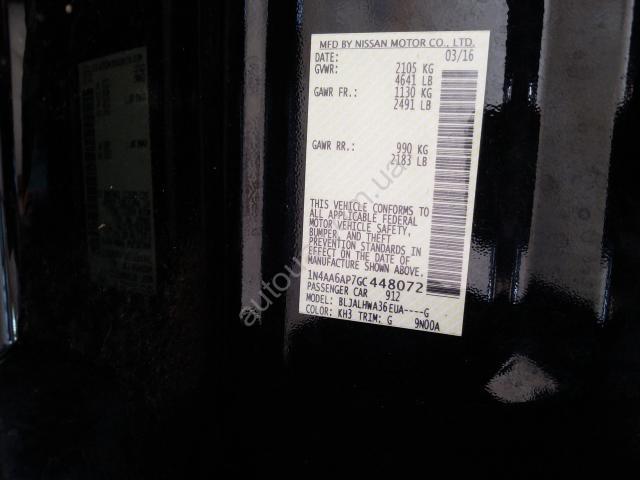 MFD BY NISSAN MOTOR CO., LTD.
DATE: 03/16
GVWR: 2105 KG
4641 LB
GAWR FR.: 1130 KG
2491 LB
GAWR RR.: 990 KG
2183 LB
THIS VEHICLE CONFORMS TO
ALL APPLICABLE FEDERAL
MOTOR VEHICLE SAFETY,
BUMPER, AND THEFT
PREVENTION STANDARDS IN
EFFECT ON THE DATE OF
MANUFACTURE SHOWN ABOVE.
1N4AA6AP7GC448072
PASSENGER CAR 912
MODEL: BLJALHWA36EUA----G
COLOR: KH3 TRIM: G 9N00A